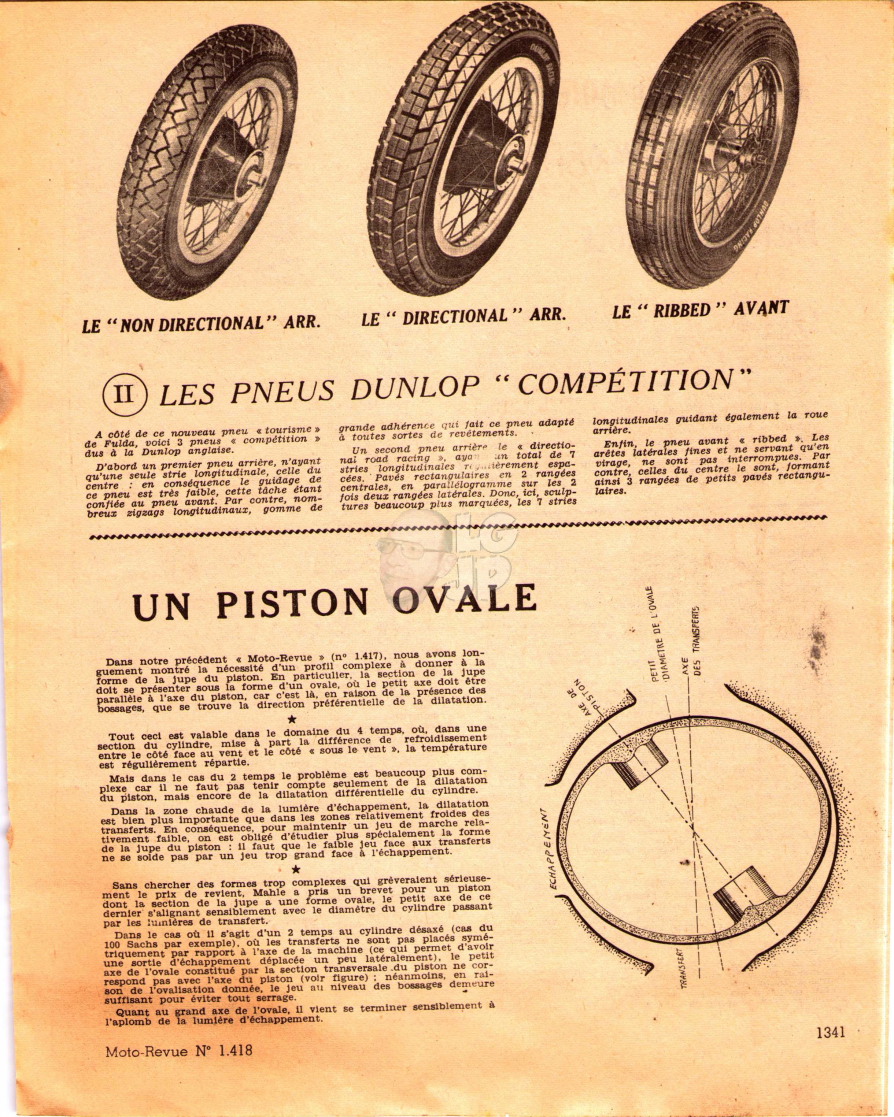 DUNLOP RACING
LE " NON DIRECTIONAL " ARR.
LE " DIRECTIONAL " ARR.
LE " RIBBED " AVANT
II LES PNEUS DUNLOP " COMPÉTITION "
A côté de ce nouveau pneu « tourisme »
de Fulda, voici 3 pneus « compétition »
dus à la Dunlop anglaise.
D'abord un premier pneu arrière, n'ayant
qu'une seule strie longitudinale, celle du
centre : en conséquence le guidage de
ce pneu est très faible, cette tâche étant
confiée au pneu avant. Par contre, nom-
breux zigzags longitudinaux, gomme de
grande adhérence qui fait ce pneu adapté
à toutes sortes de revêtements.
Un second pneu arrière le « directio-
nal road racing », ayant un total de 7
stries longitudinales régulièrement espa-
cées. Pavés rectangulaires en 2 rangées
centrales, en parallélogramme sur les 2
fois deux rangées latérales. Donc, ici, sculp-
tures beaucoup plus marquées, les 7 stries
longitudinales guidant également la roue
arrière.
Enfin, le pneu avant « ribbed ». Les
arêtes latérales fines et ne servant qu'en
virage, ne sont pas interrompues. Par
contre, celles du centre le sont, formant
ainsi 3 rangées de petits pavés rectangu-
laires.
LC
JP
UN PISTON OVALE
Dans notre précédent « Moto-Revue » (n° 1.417), nous avons lon-
guement montré la nécessité d'un profil complexe à donner à la
forme de la jupe du piston. En particulier, la section de la jupe
doit se présenter sous la forme d'un ovale, où le petit axe doit être
parallèle à l'axe du piston, car c'est là, en raison de la présence des
bossages, que se trouve la direction préférentielle de la dilatation.
★
Tout ceci est valable dans le domaine du 4 temps, où, dans une
section du cylindre, mise à part la différence de refroidissement
entre le côté face au vent et le côté « sous le vent », la température
est régulièrement répartie.
Mais dans le cas du 2 temps le problème est beaucoup plus com-
plexe car il ne faut pas tenir compte seulement de la dilatation
du piston, mais encore de la dilatation différentielle du cylindre.
Dans la zone chaude de la lumière d'échappement, la dilatation
est bien plus importante que dans les zones relativement froides des
transferts. En conséquence, pour maintenir un jeu de marche rela-
tivement faible, on est obligé d'étudier plus spécialement la forme
de la jupe du piston : il faut que le faible jeu face aux transferts
ne se solde pas par un jeu trop grand face à l'échappement.
★
Sans chercher des formes trop complexes qui grèveraient sérieuse-
ment le prix de revient, Mahle a pris un brevet pour un piston
dont la section de la jupe a une forme ovale, le petit axe de ce
dernier s'alignant sensiblement avec le diamètre du cylindre passant
par les lumières de transfert.
Dans le cas où il s'agit d'un 2 temps au cylindre désaxé (cas du
100 Sachs par exemple), où les transferts ne sont pas placés symé-
triquement par rapport à l'axe de la machine (ce qui permet d'avoir
une sortie d'échappement déplacée un peu latéralement), le petit
axe de l'ovale constitué par la section transversale du piston ne cor-
respond pas avec l'axe du piston (voir figure) ; néanmoins, en rai-
son de l'ovalisation donnée, le jeu au niveau des bossages demeure
suffisant pour éviter tout serrage.
Quant au grand axe de l'ovale, il vient se terminer sensiblement à
l'aplomb de la lumière d'échappement.
AXE DE
PISTON
PETIT
DIAMETRE DE L'OVALE
AXE
DES TRANSFERTS
ECHAPPEMENT
TRANSFERT
1341
Moto-Revue N° 1.418